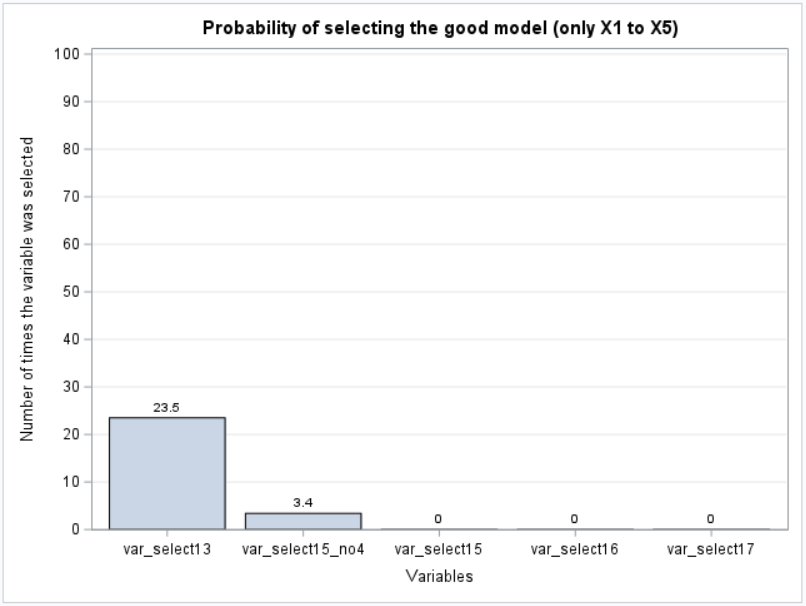 Probability of selecting the good model (only X1 to X5)
Number of times the variable was selected
100
90
80
70
60
50
40
30
20
10
0
23.5
3.4
0
0
0
var_select13
var_select15_no4
var_select15
var_select16
var_select17
Variables